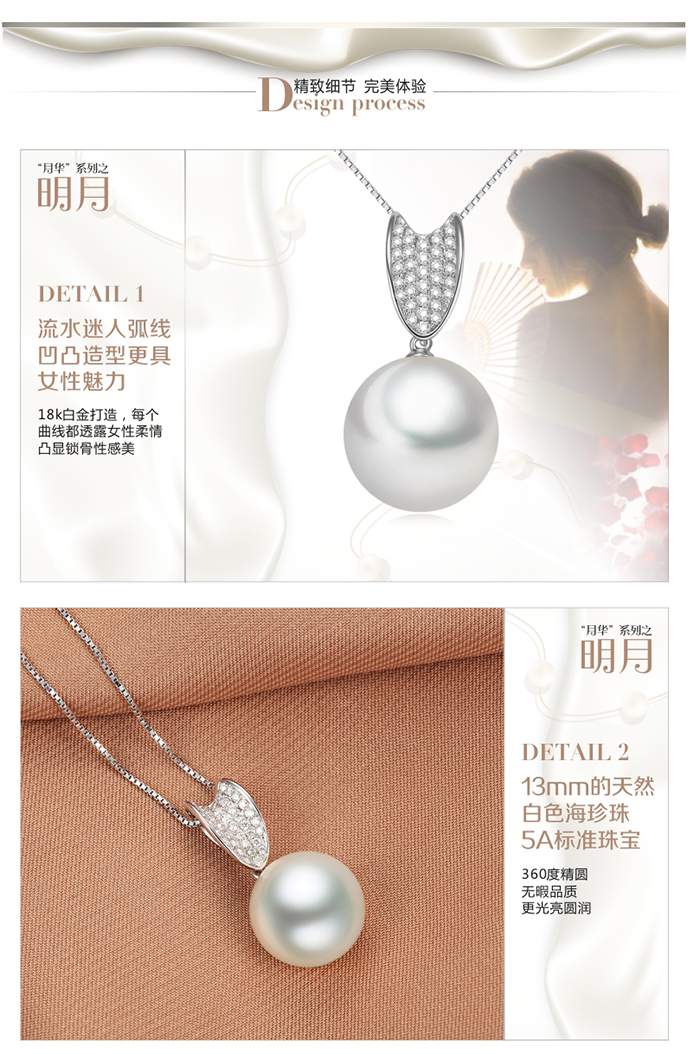 精致细节 完美体验
Design process
“月华”系列之
明月
DETAIL 1
流水迷人弧线
凹凸造型更具
女性魅力
18k白金打造，每个
曲线都透露女性柔情
凸显锁骨性感美
“月华”系列之
明月
DETAIL 2
13mm的天然
白色海珍珠
5A标准珠宝
360度精圆
无暇品质
更光亮圆润